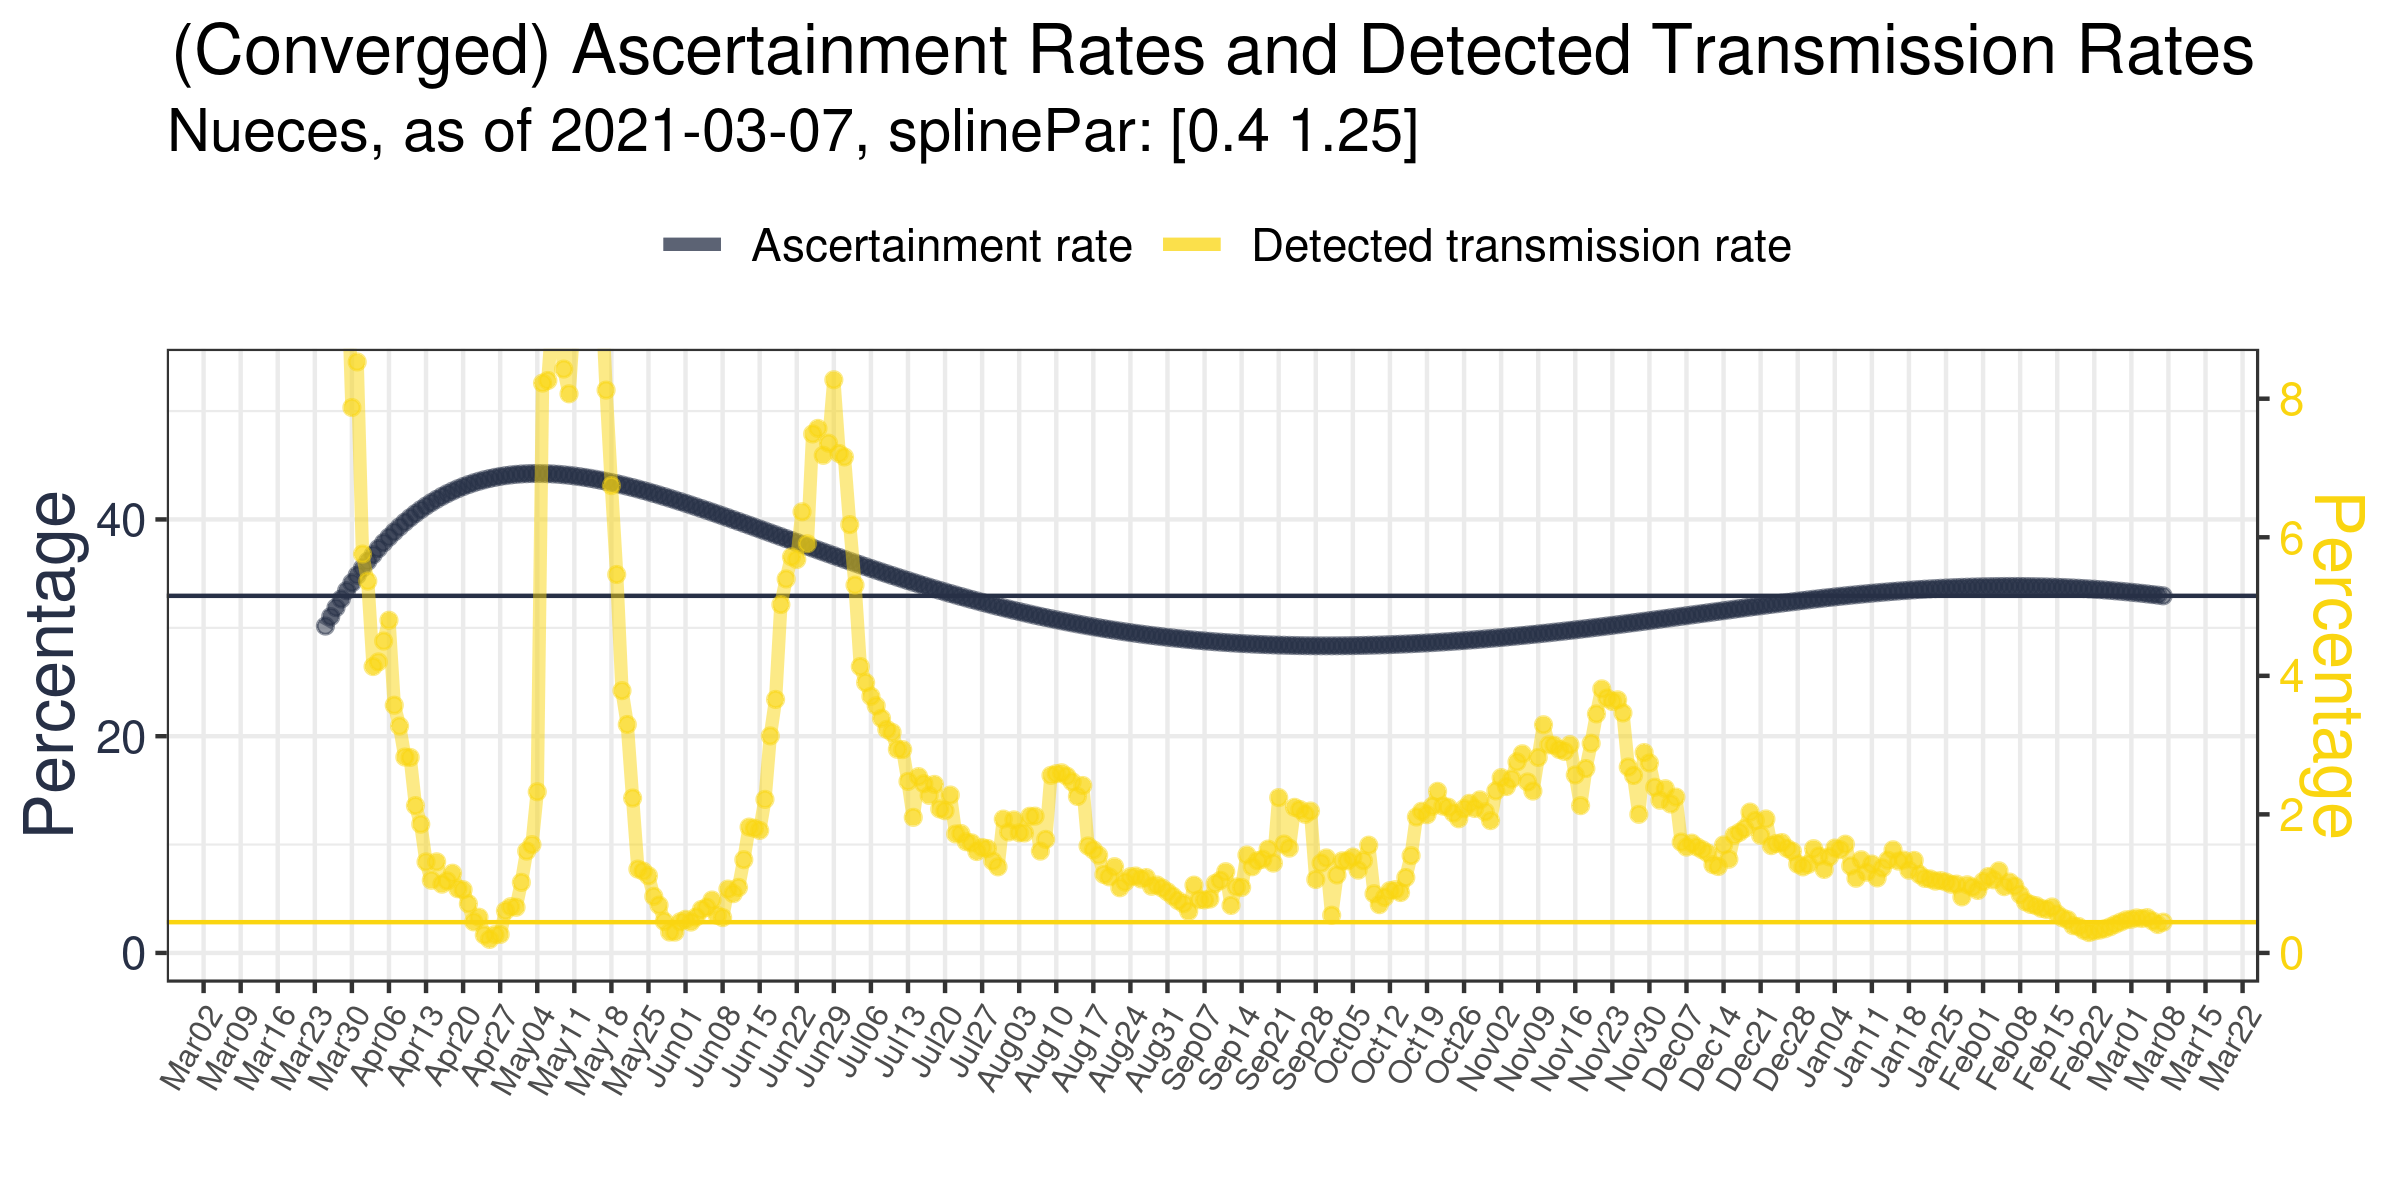 (Converged) Ascertainment Rates and Detected Transmission Rates
Nueces, as of 2021-03-07, splinePar: [0.4 1.25]
Ascertainment rate
Detected transmission rate
Percentage
40
20
0
8
6
4
2
0
Percentage
Mar02
Mar09
Mar16
Mar23
Mar30
Apr06
Apr13
Apr20
Apr27
May04
May11
May18
May25
Jun01
Jun08
Jun15
Jun22
Jun29
Jul06
Jul13
Jul20
Jul27
Aug03
Aug10
Aug17
Aug24
Aug31
Sep07
Sep14
Sep21
Sep28
Oct05
Oct12
Oct19
Oct26
Nov02
Nov09
Nov16
Nov23
Nov30
Dec07
Dec14
Dec21
Dec28
Jan04
Jan11
Jan18
Jan25
Feb01
Feb08
Feb15
Feb22
Mar01
Mar08
Mar15
Mar22